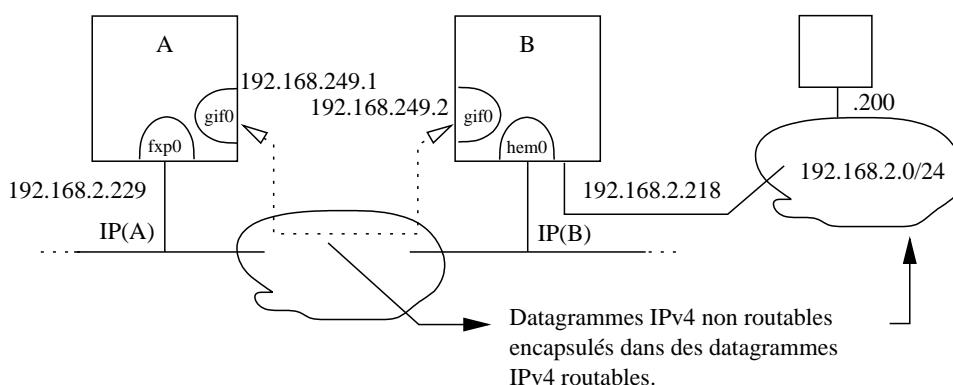 A
B
192.168.249.1
192.168.249.2
.200
gif0
gif0
fxp0
hem0
192.168.2.0/24
192.168.2.229
192.168.2.218
IP(A)
IP(B)
Datagrammes IPv4 non routables
encapsulés dans des datagrammes
IPv4 routables.